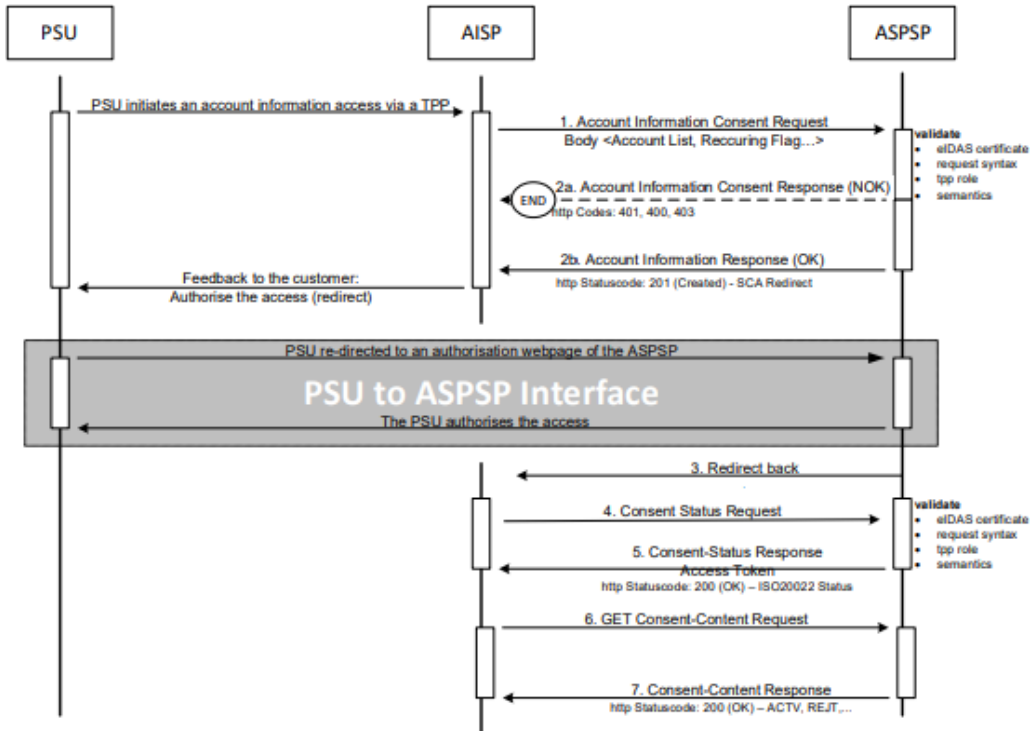 PSU
AISP
ASPSP
PSU initiates an account information access via a TPP
1. Account Information Consent Request
Body <Account List, Reccuring Flag...>
validate
• eIDAS certificate
• request syntax
• tpp role
• semantics
2a. Account Information Consent Response (NOK)
END
http Codes: 401, 400, 403
2b. Account Information Response (OK)
http Statuscode: 201 (Created) - SCA Redirect
Feedback to the customer:
Authorise the access (redirect)
PSU re-directed to an authorisation webpage of the ASPSP
PSU to ASPSP Interface
The PSU authorises the access
3. Redirect back
4. Consent Status Request
validate
• eIDAS certificate
• request syntax
• tpp role
• semantics
5. Consent-Status Response
Access Token
http Statuscode: 200 (OK) – ISO20022 Status
6. GET Consent-Content Request
7. Consent-Content Response
http Statuscode: 200 (OK) – ACTV, REJT,...